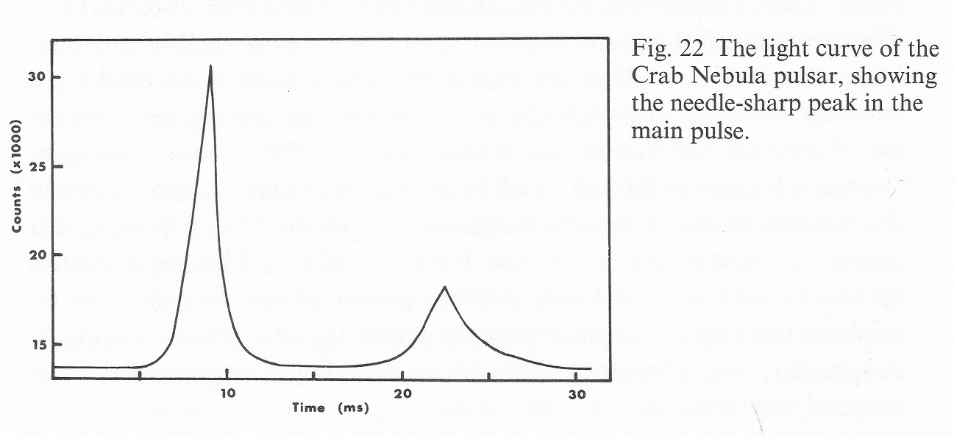 Fig. 22 The light curve of the
Crab Nebula pulsar, showing
the needle-sharp peak in the
main pulse.
Counts (x1000)
30
25
20
15
10
20
30
Time (ms)